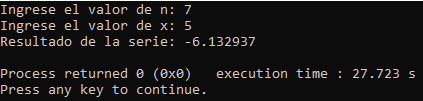 Ingrese el valor de n: 7
Ingrese el valor de x: 5
Resultado de la serie: -6.132937
Process returned 0 (0x0)   execution time : 27.723 s
Press any key to continue.